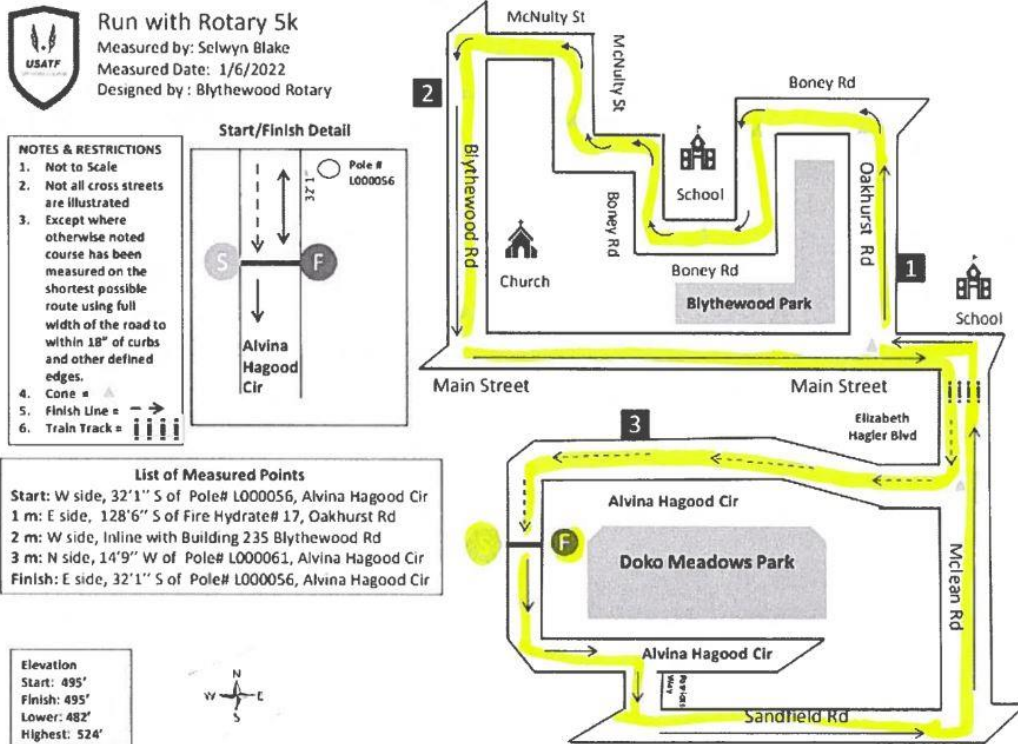 Run with Rotary 5k
Measured by: Selwyn Blake
Measured Date: 1/6/2022
Designed by : Blythewood Rotary
USATF
NOTES & RESTRICTIONS
1. Not to Scale
2. Not all cross streets
are illustrated
3. Except where
otherwise noted
course has been
measured on the
shortest possible
route using full
width of the road to
within 18" of curbs
and other defined
edges.
4. Cone =
5. Finish Line =
6. Train Track =
Start/Finish Detail
Pole #
L000056
32'1"
S
F
Alvina
Hagood
Cir
List of Measured Points
Start: W side, 32'1'' S of Pole# L000056, Alvina Hagood Cir
1 m: E side, 128'6'' S of Fire Hydrate# 17, Oakhurst Rd
2 m: W side, Inline with Building 235 Blythewood Rd
3 m: N side, 14'9'' W of Pole# L000061, Alvina Hagood Cir
Finish: E side, 32'1'' S of Pole# L000056, Alvina Hagood Cir
Elevation
Start: 495'
Finish: 495'
Lower: 482'
Highest: 524'
N
W
E
S
McNulty St
McNulty St
2
Boney Rd
School
Blythewood Rd
Boney Rd
Oakhurst Rd
Church
Boney Rd
Blythewood Park
1
School
Main Street
Main Street
Elizabeth
Hagler Blvd
3
Alvina Hagood Cir
F
Doko Meadows Park
Mclean Rd
Alvina Hagood Cir
Way
Sandfield Rd